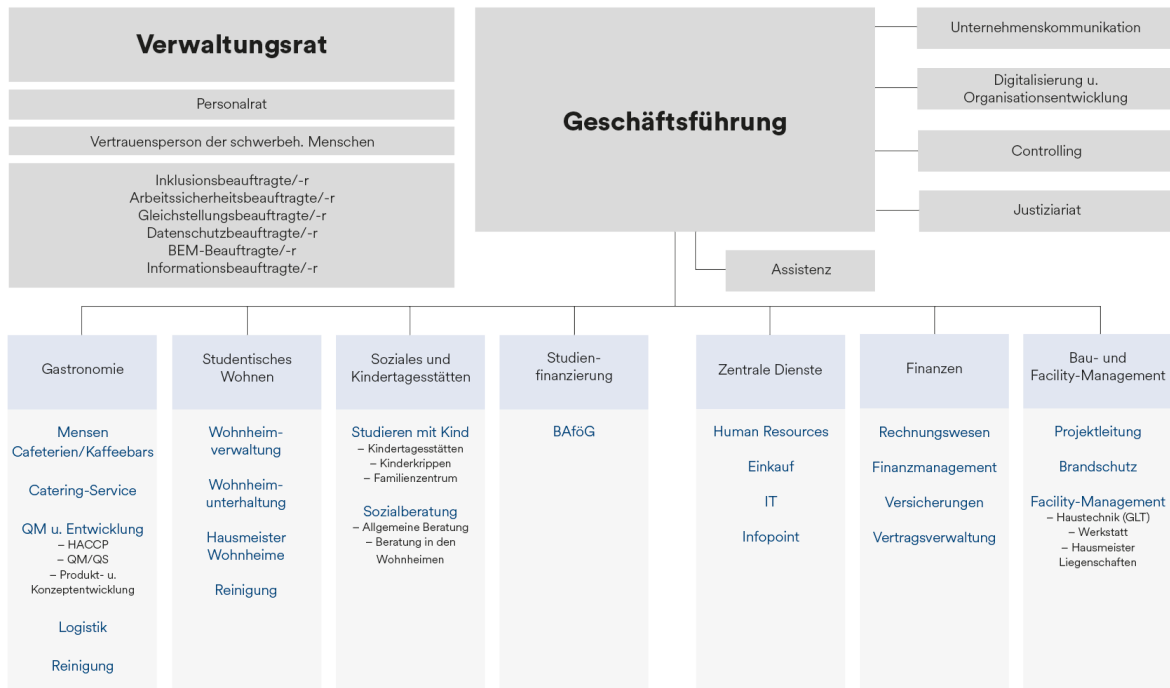 Verwaltungsrat
Personalrat
Vertrauensperson der schwerbeh. Menschen
Inklusionsbeauftragte/-r
Arbeitssicherheitsbeauftragte/-r
Gleichstellungsbeauftragte/-r
Datenschutzbeauftragte/-r
BEM-Beauftragte/-r
Informationsbeauftragte/-r
Geschäftsführung
Unternehmenskommunikation
Digitalisierung u.
Organisationsentwicklung
Controlling
Justiziariat
Assistenz
Gastronomie
Mensen
Cafeterien/Kaffeebars
Catering-Service
QM u. Entwicklung
– HACCP
– QM/QS
– Produkt- u.
Konzeptentwicklung
Logistik
Reinigung
Studentisches
Wohnen
Wohnheim-
verwaltung
Wohnheim-
unterhaltung
Hausmeister
Wohnheime
Reinigung
Soziales und
Kindertagesstätten
Studieren mit Kind
– Kindertagesstätten
– Kinderkrippen
– Familienzentrum
Sozialberatung
– Allgemeine Beratung
– Beratung in den
Wohnheimen
Studien-
finanzierung
BAföG
Zentrale Dienste
Human Resources
Einkauf
IT
Infopoint
Finanzen
Rechnungswesen
Finanzmanagement
Versicherungen
Vertragsverwaltung
Bau- und
Facility-Management
Projektleitung
Brandschutz
Facility-Management
– Haustechnik (GLT)
– Werkstatt
– Hausmeister
Liegenschaften